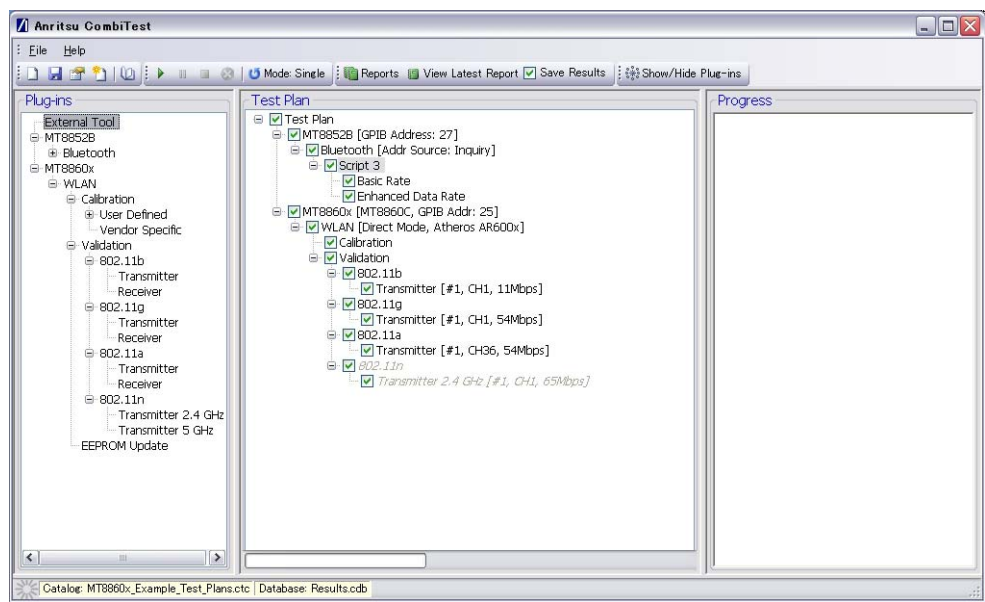 Anritsu CombiTest
File Help
Mode: Single Reports View Latest Report Save Results Show/Hide Plug-ins
Plug-ins
External Tool
MT8852B
Bluetooth
MT8860x
WLAN
Calibration
User Defined
Vendor Specific
Validation
802.11b
Transmitter
Receiver
802.11g
Transmitter
Receiver
802.11a
Transmitter
Receiver
802.11n
Transmitter 2.4 GHz
Transmitter 5 GHz
EEPROM Update
Test Plan
Test Plan
MT8852B [GPIB Address: 27]
Bluetooth [Addr Source: Inquiry]
Script 3
Basic Rate
Enhanced Data Rate
MT8860x [MT8860C, GPIB Addr: 25]
WLAN [Direct Mode, Atheros AR600x]
Calibration
Validation
802.11b
Transmitter [#1, CH1, 11Mbps]
802.11g
Transmitter [#1, CH1, 54Mbps]
802.11a
Transmitter [#1, CH36, 54Mbps]
802.11n
Transmitter 2.4 GHz [#1, CH1, 65Mbps]
Progress
Catalog: MT8860x_Example_Test_Plans.ctc Database: Results.cdb